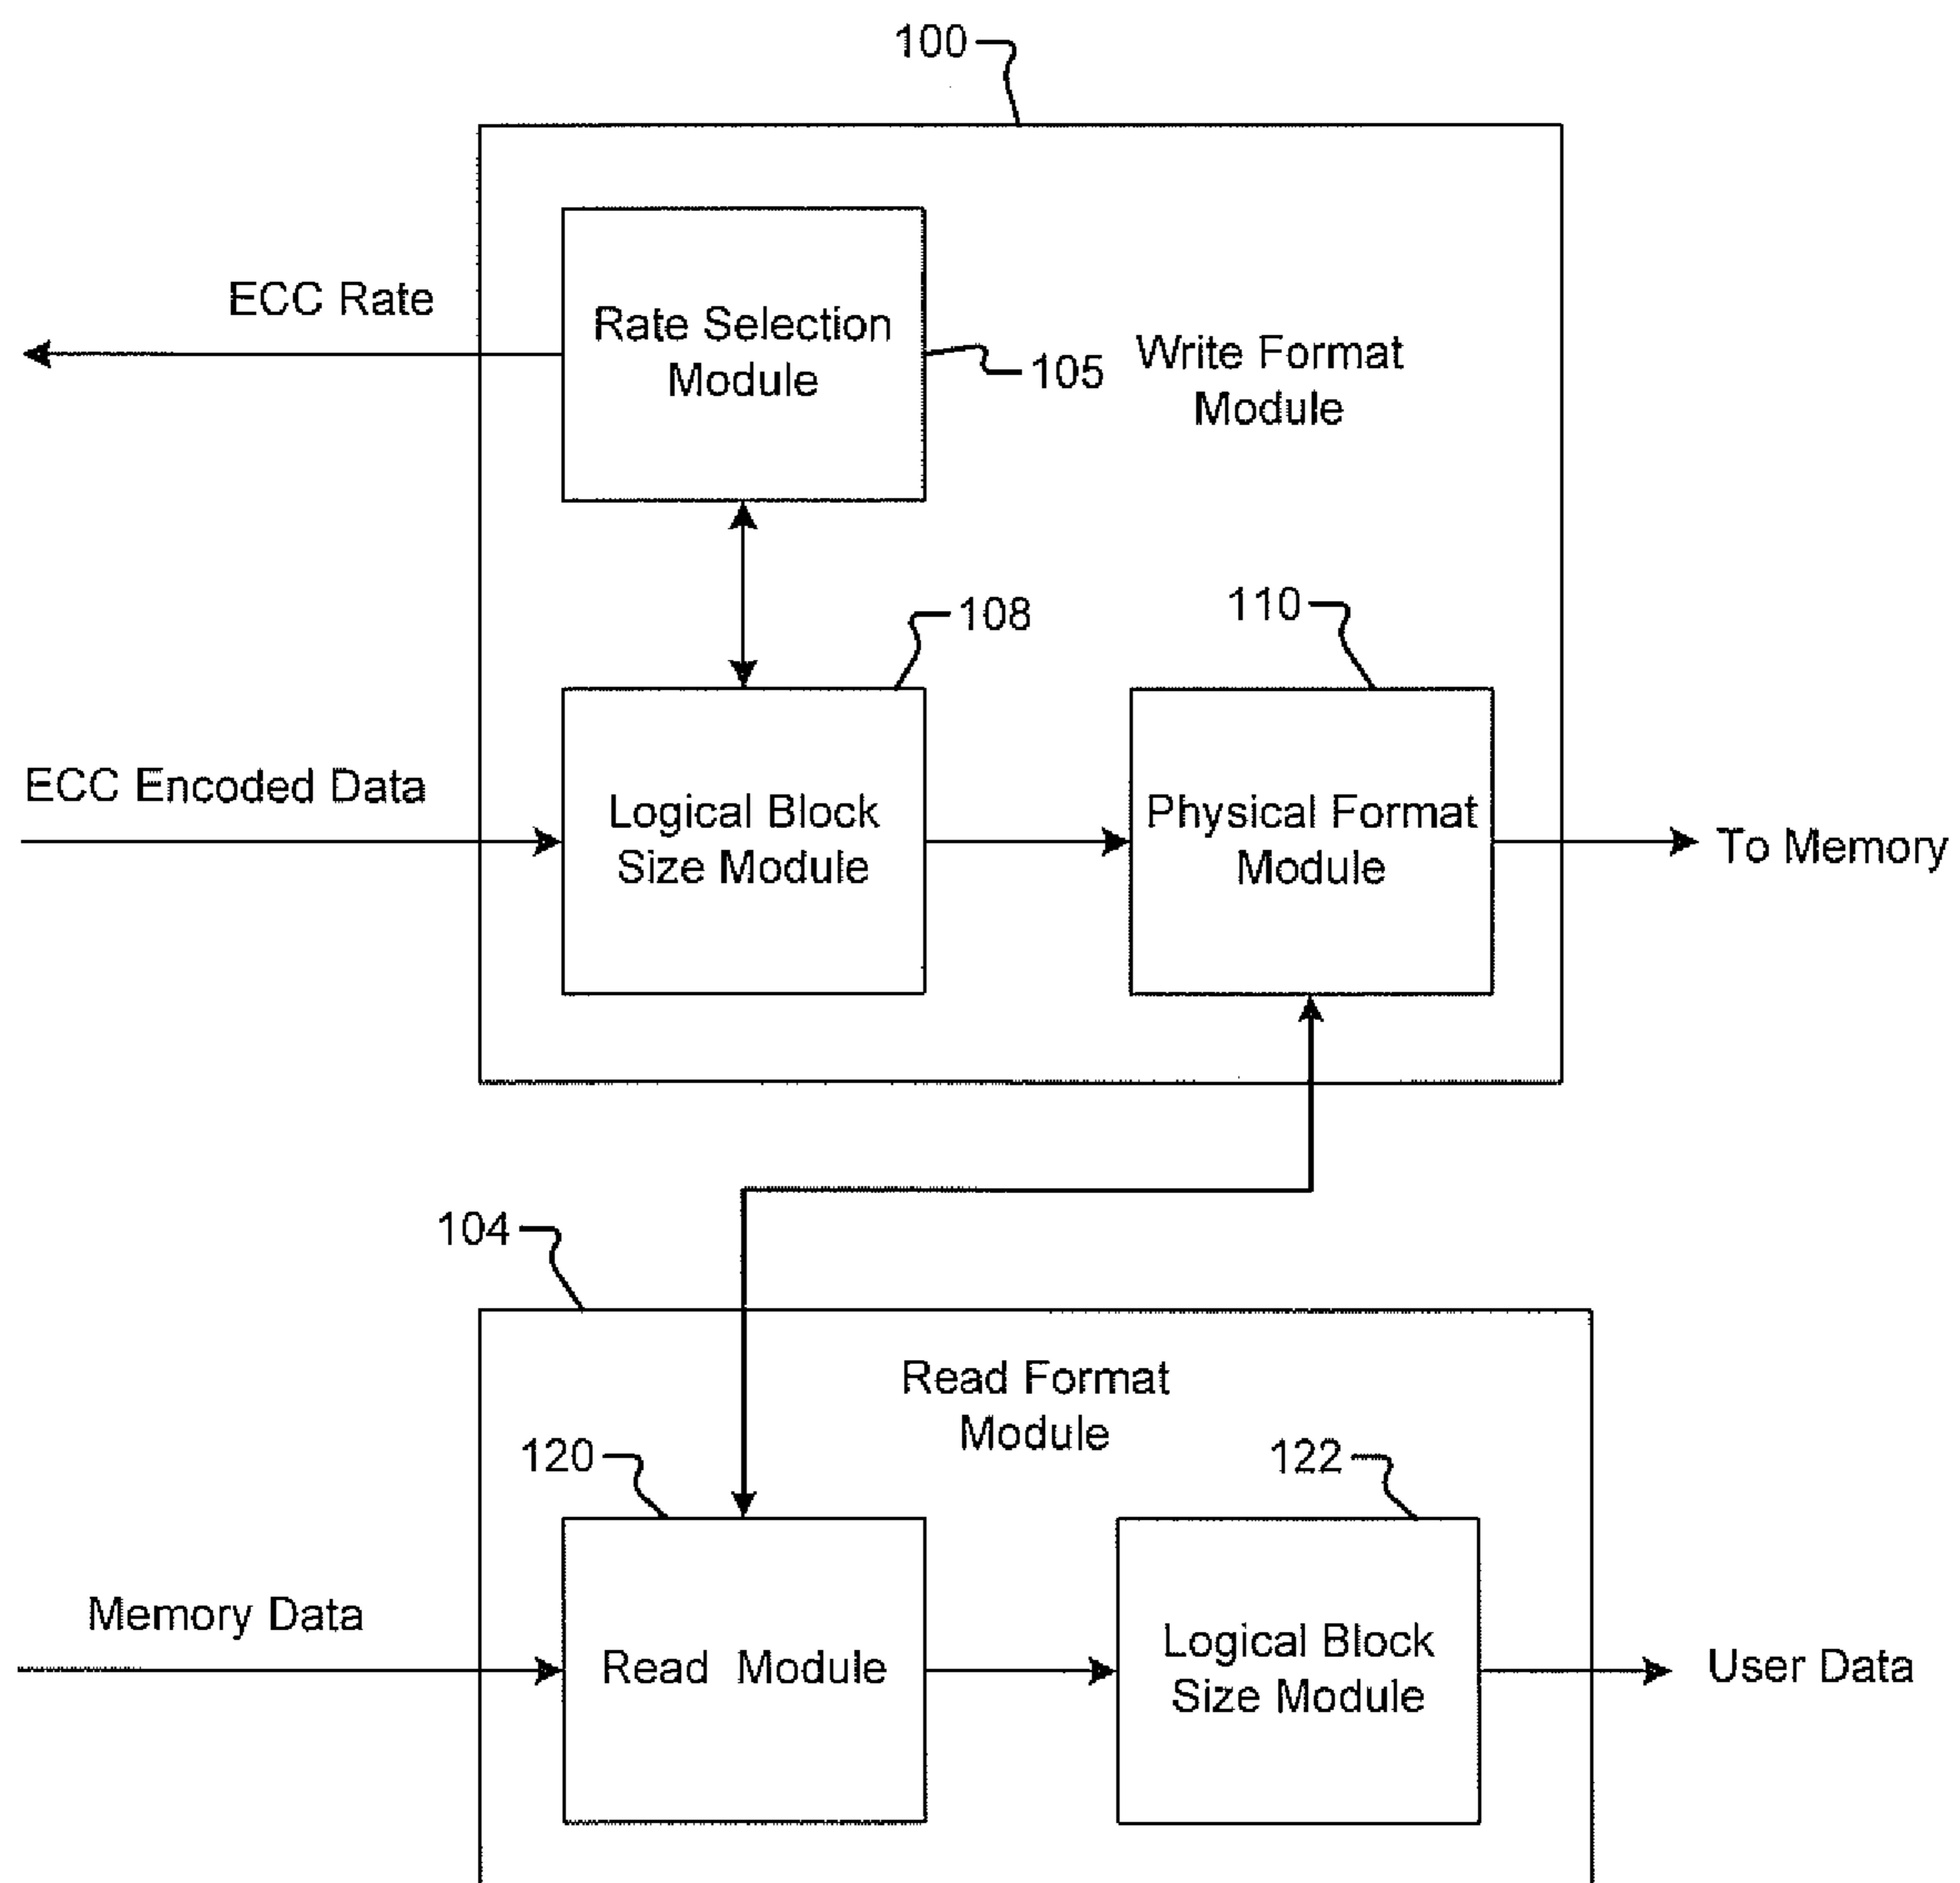 100
ECC Rate
Rate Selection
Module
105
Write Format
Module
108
110
ECC Encoded Data
Logical Block
Size Module
Physical Format
Module
To Memory
104
Read Format
Module
120
122
Memory Data
Read Module
Logical Block
Size Module
User Data